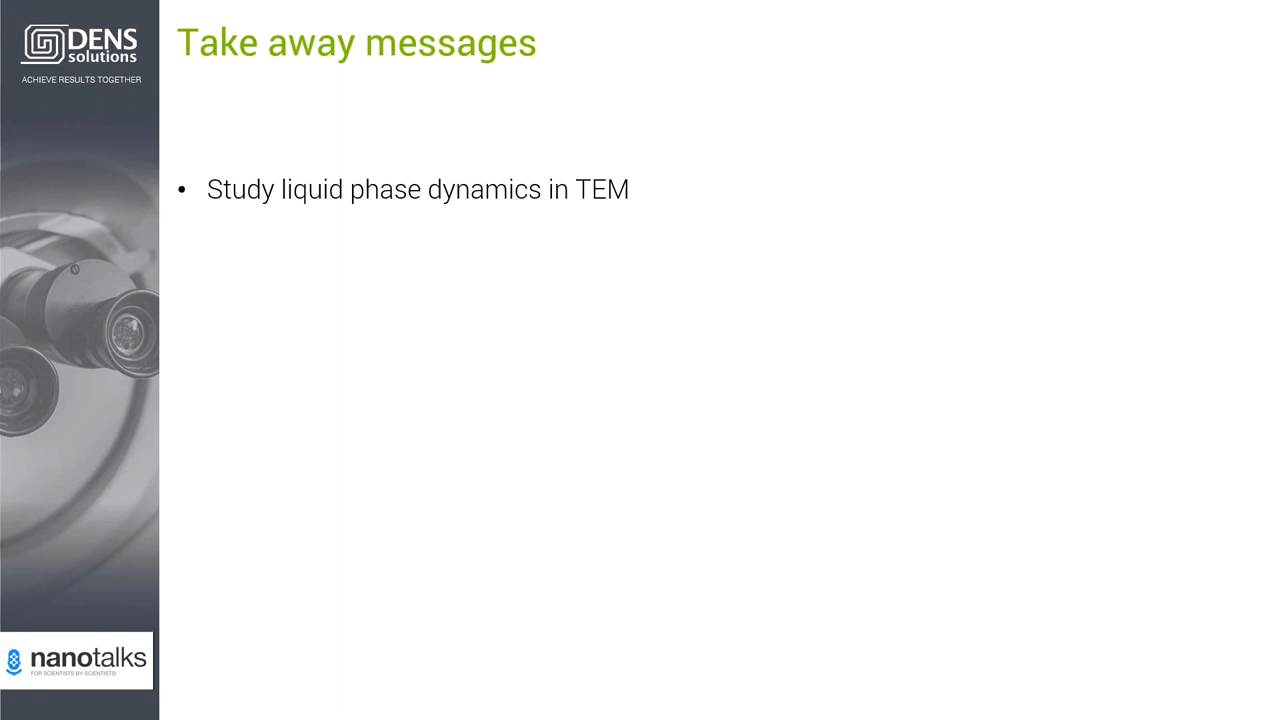 DENS
solutions
ACHIEVE RESULTS TOGETHER
Take away messages
• Study liquid phase dynamics in TEM
nanotalks
FOR SCIENTISTS BY SCIENTISTS!